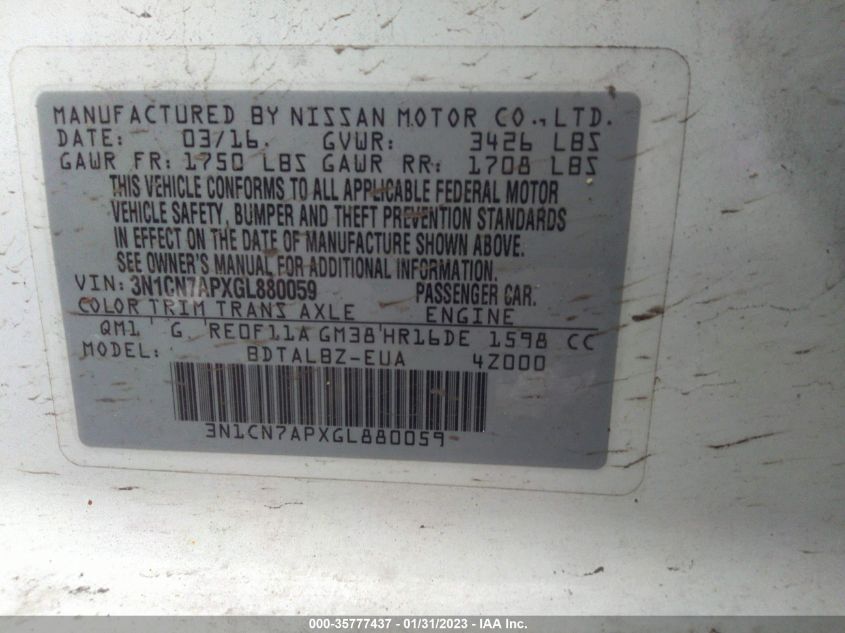 MANUFACTURED BY NISSAN MOTOR CO., LTD.
DATE: 03/16 GVWR: 3426 LBS
GAWR FR: 1750 LBS GAWR RR: 1708 LBS
THIS VEHICLE CONFORMS TO ALL APPLICABLE FEDERAL MOTOR
VEHICLE SAFETY, BUMPER AND THEFT PREVENTION STANDARDS
IN EFFECT ON THE DATE OF MANUFACTURE SHOWN ABOVE.
SEE OWNER'S MANUAL FOR ADDITIONAL INFORMATION.
VIN: 3N1CN7APXGL880059 PASSENGER CAR.
COLOR TRIM TRANS AXLE ENGINE
QM1 ' G 'RE0F11A GM38'HR16DE 1598 CC
MODEL: BDTALBZ-EUA 4Z000
3N1CN7APXGL880059
000-35777437 - 01/31/2023 - IAA Inc.